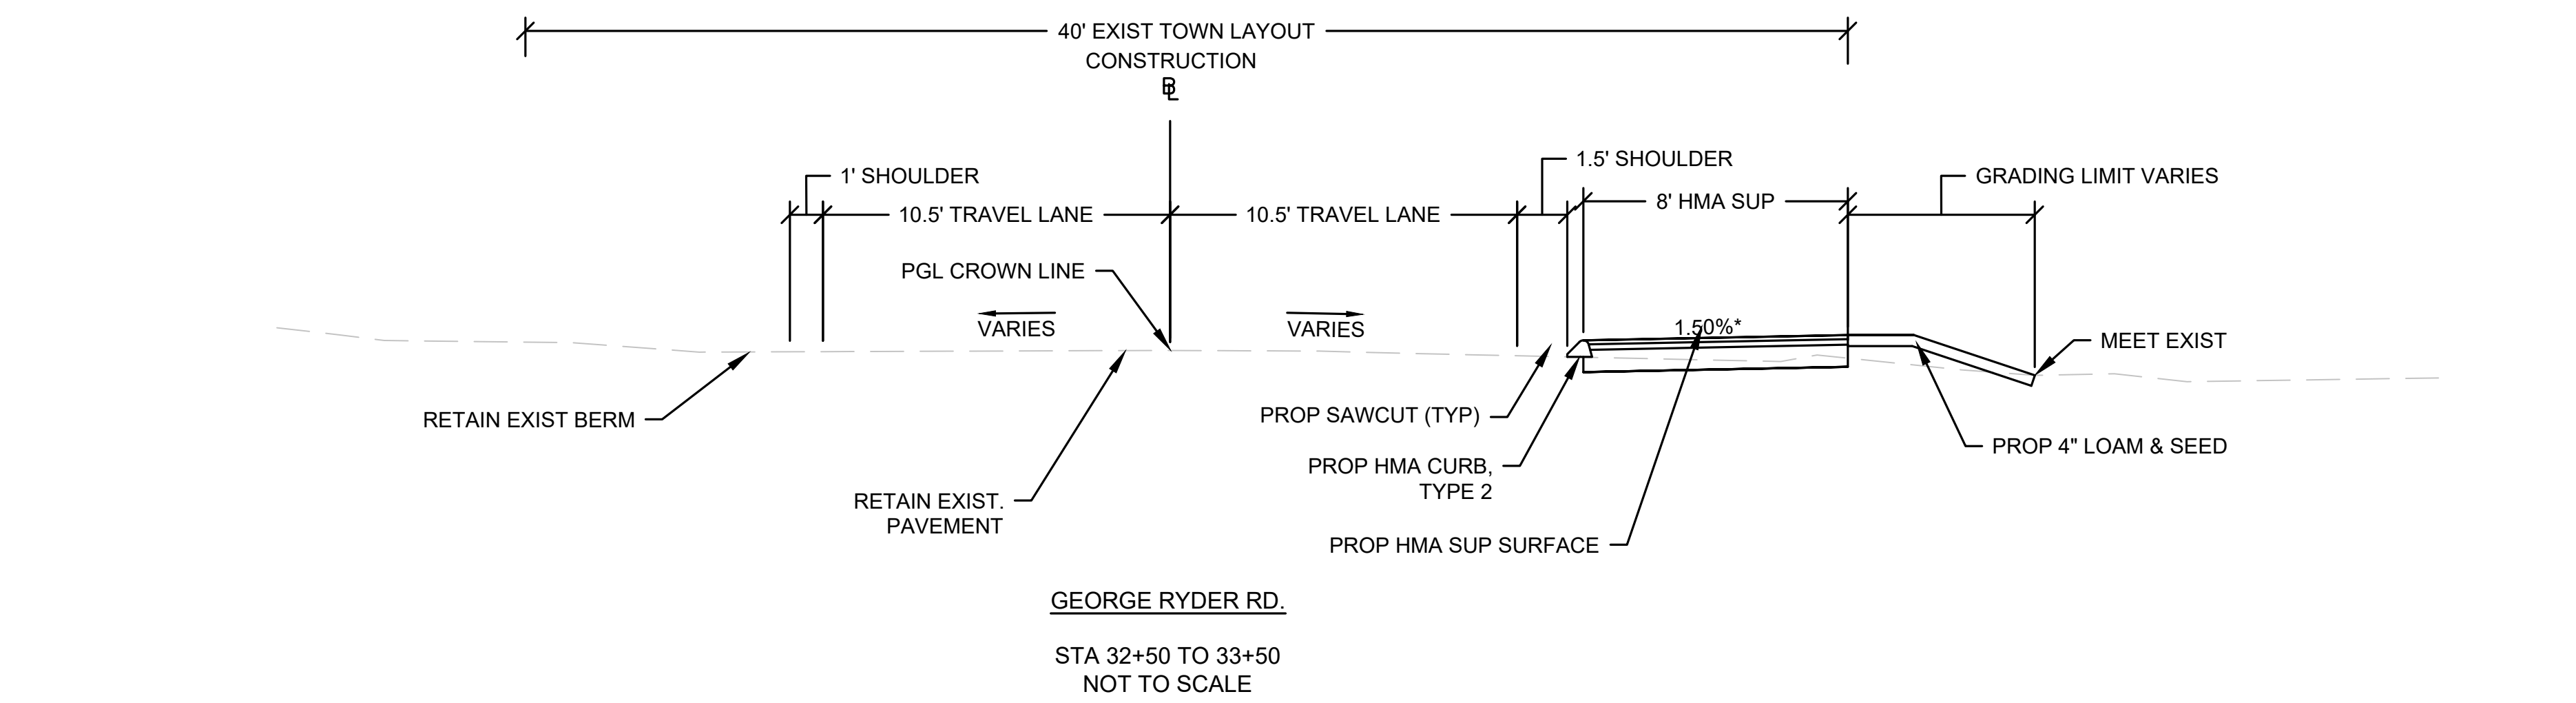 40' EXIST TOWN LAYOUT
CONSTRUCTION
BL
1' SHOULDER
1.5' SHOULDER
GRADING LIMIT VARIES
10.5' TRAVEL LANE
10.5' TRAVEL LANE
8' HMA SUP
PGL CROWN LINE
VARIES
VARIES
1.50%*
MEET EXIST
RETAIN EXIST BERM
PROP SAWCUT (TYP)
PROP 4" LOAM & SEED
PROP HMA CURB,
TYPE 2
RETAIN EXIST.
PAVEMENT
PROP HMA SUP SURFACE
GEORGE RYDER RD.
STA 32+50 TO 33+50
NOT TO SCALE